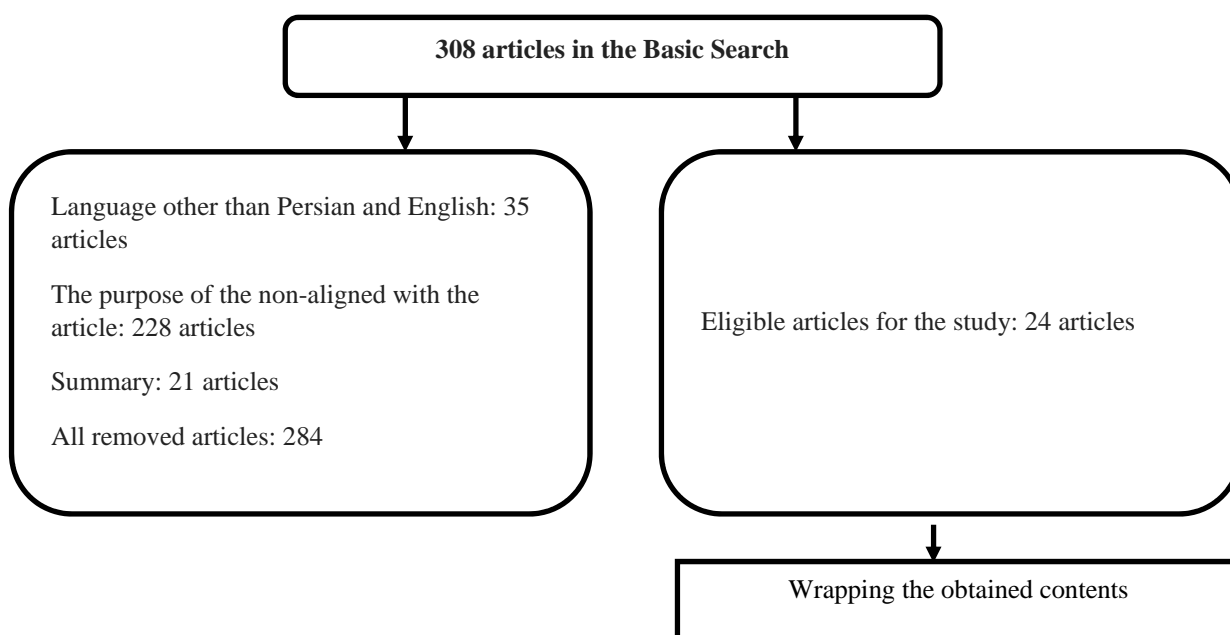 308 articles in the Basic Search
Language other than Persian and English: 35
articles
The purpose of the non-aligned with the
article: 228 articles
Summary: 21 articles
All removed articles: 284
Eligible articles for the study: 24 articles
Wrapping the obtained contents